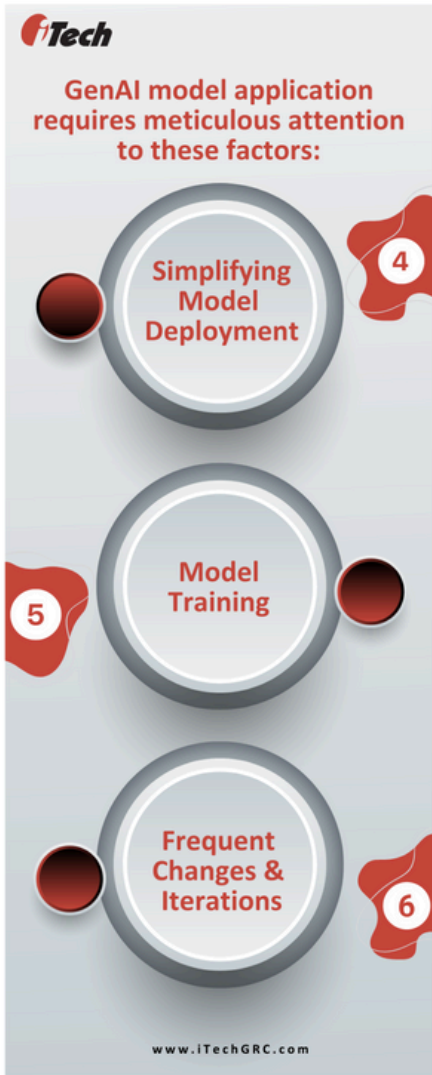 iTech
GenAI model application
requires meticulous attention
to these factors:
Simplifying
Model
Deployment
4
Model
Training
5
Frequent
Changes &
Iterations
6
www.iTechGRC.com